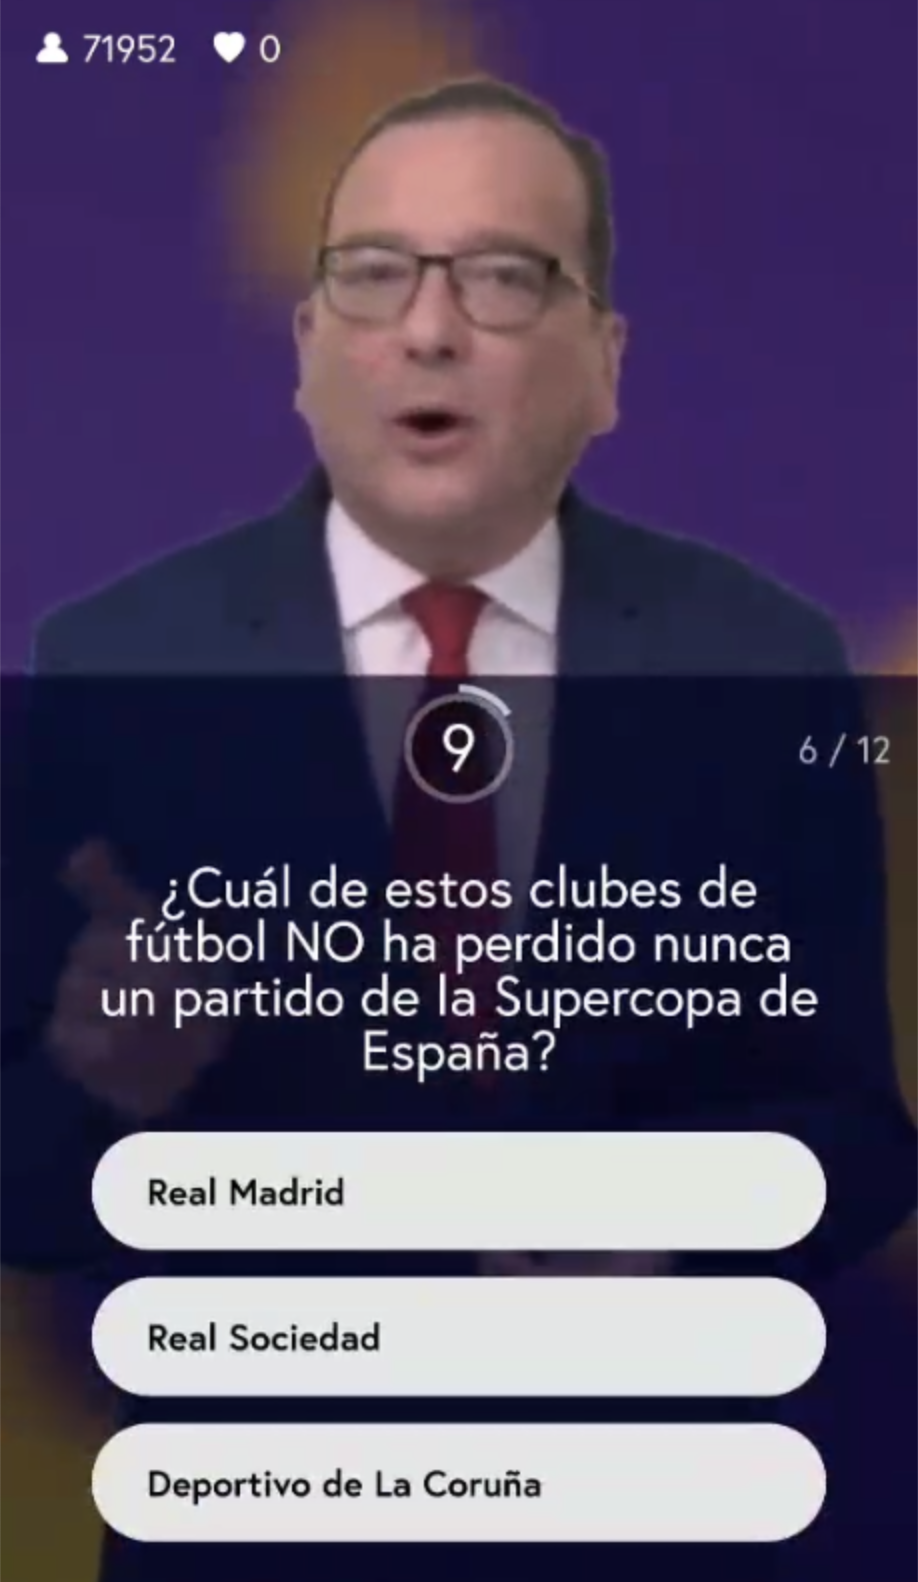 71952 0
9
6 / 12
¿Cuál de estos clubes de
fútbol NO ha perdido nunca
un partido de la Supercopa de
España?
Real Madrid
Real Sociedad
Deportivo de La Coruña